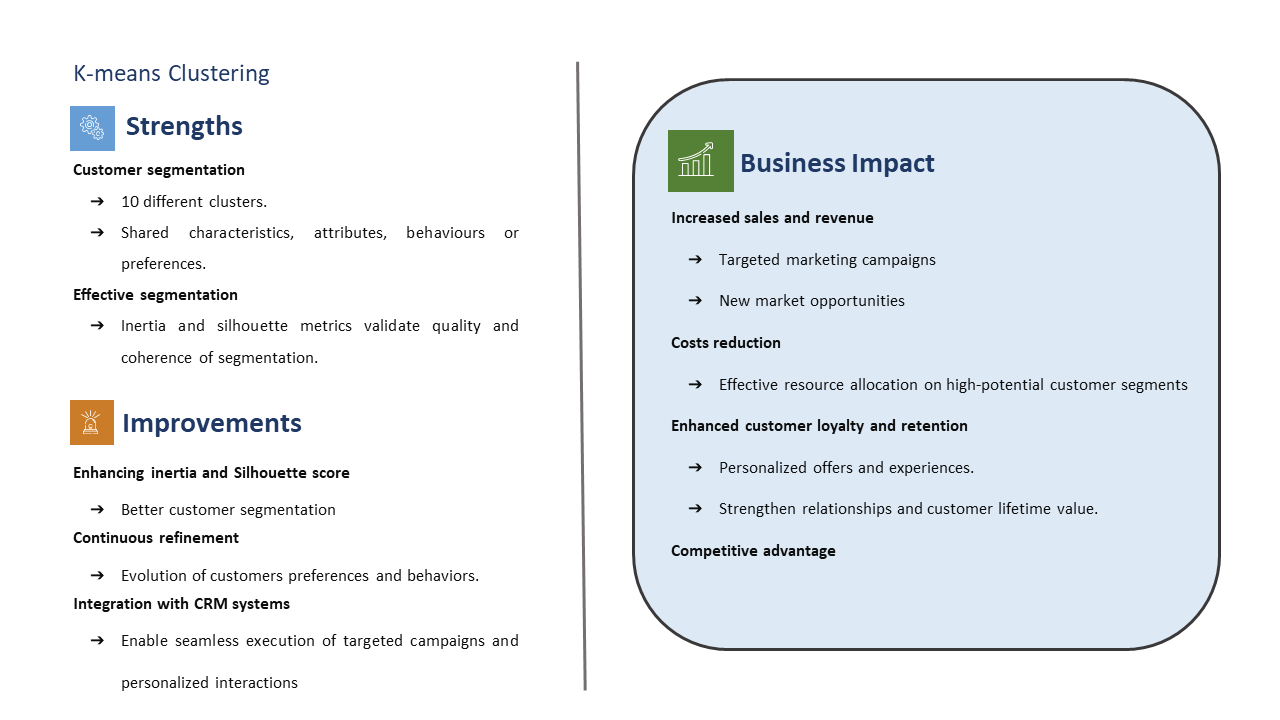 K-means Clustering
Strengths
Customer segmentation
➔ 10 different clusters.
➔ Shared characteristics, attributes, behaviours or
preferences.
Effective segmentation
➔ Inertia and silhouette metrics validate quality and
coherence of segmentation.
Improvements
Enhancing inertia and Silhouette score
➔ Better customer segmentation
Continuous refinement
➔ Evolution of customers preferences and behaviors.
Integration with CRM systems
➔ Enable seamless execution of targeted campaigns and
personalized interactions
Business Impact
Increased sales and revenue
➔ Targeted marketing campaigns
➔ New market opportunities
Costs reduction
➔ Effective resource allocation on high-potential customer segments
Enhanced customer loyalty and retention
➔ Personalized offers and experiences.
➔ Strengthen relationships and customer lifetime value.
Competitive advantage